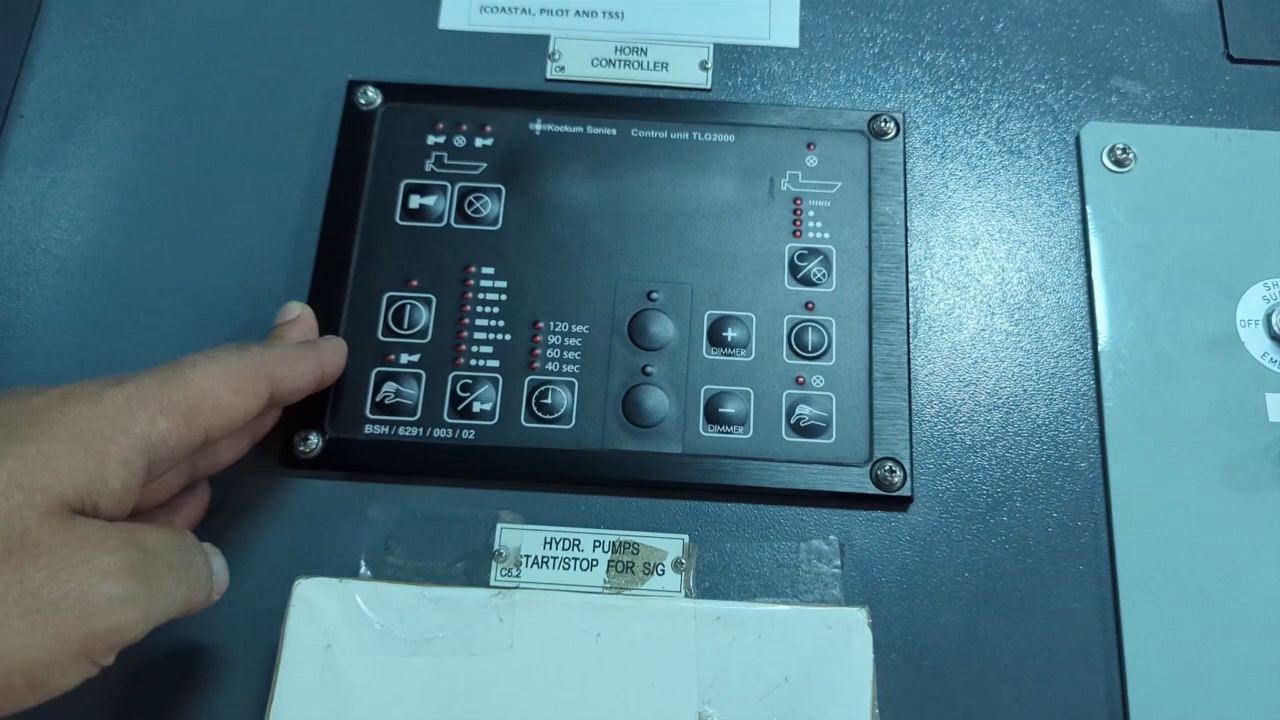 (COASTAL, PILOT AND TSS)
HORN
CONTROLLER
C6
Kockum Sonics Control unit TLG2000
120 sec
90 sec
60 sec
40 sec
DIMMER
DIMMER
BSH / 6291 / 003 / 02
HYDR. PUMPS
START/STOP FOR S/G
C5.2
OFF